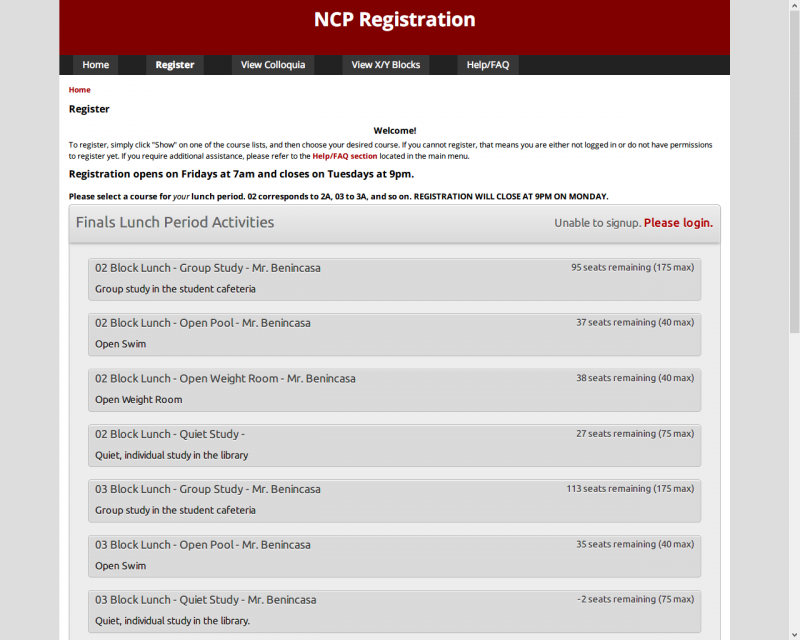 NCP Registration
Home Register View Colloquia View X/Y Blocks Help/FAQ
Home
Register
Welcome!
To register, simply click "Show" on one of the course lists, and then choose your desired course. If you cannot register, that means you are either not logged in or do not have permissions
to register yet. If you require additional assistance, please refer to the Help/FAQ section located in the main menu.
Registration opens on Fridays at 7am and closes on Tuesdays at 9pm.
Please select a course for your lunch period. 02 corresponds to 2A, 03 to 3A, and so on. REGISTRATION WILL CLOSE AT 9PM ON MONDAY.
Finals Lunch Period Activities Unable to signup. Please login.
02 Block Lunch - Group Study - Mr. Benincasa 95 seats remaining (175 max)
Group study in the student cafeteria
02 Block Lunch - Open Pool - Mr. Benincasa 37 seats remaining (40 max)
Open Swim
02 Block Lunch - Open Weight Room - Mr. Benincasa 38 seats remaining (40 max)
Open Weight Room
02 Block Lunch - Quiet Study - 27 seats remaining (75 max)
Quiet, individual study in the library
03 Block Lunch - Group Study - Mr. Benincasa 113 seats remaining (175 max)
Group study in the student cafeteria
03 Block Lunch - Open Pool - Mr. Benincasa 35 seats remaining (40 max)
Open Swim
03 Block Lunch - Quiet Study - Mr. Benincasa -2 seats remaining (75 max)
Quiet, individual study in the library.